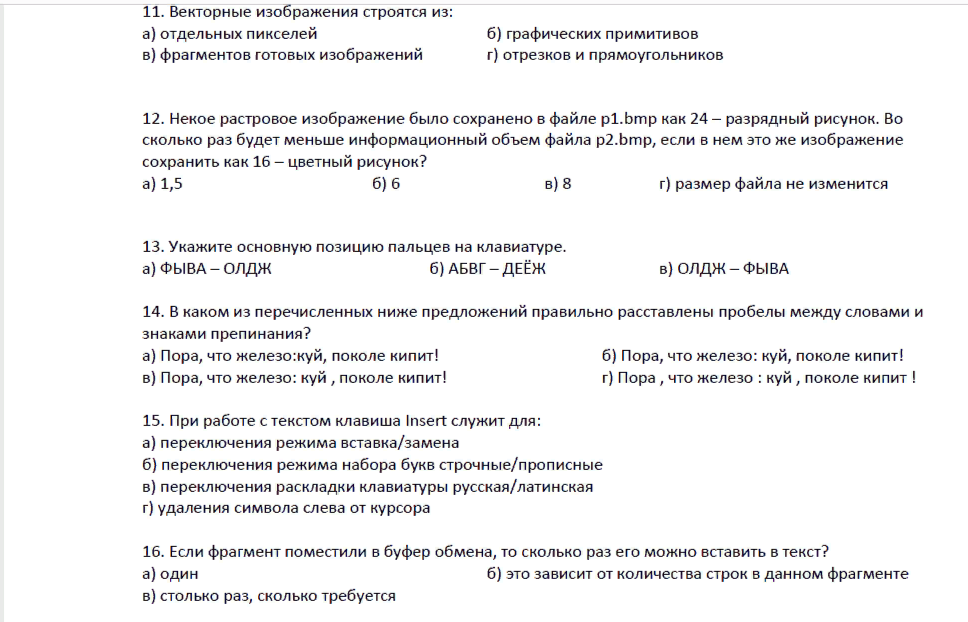 11. Векторные изображения строятся из:
а) отдельных пикселей б) графических примитивов
в) фрагментов готовых изображений г) отрезков и прямоугольников
12. Некое растровое изображение было сохранено в файле p1.bmp как 24 – разрядный рисунок. Во
сколько раз будет меньше информационный объем файла p2.bmp, если в нем это же изображение
сохранить как 16 – цветный рисунок?
а) 1,5 б) 6 в) 8 г) размер файла не изменится
13. Укажите основную позицию пальцев на клавиатуре.
а) ФЫВА – ОЛДЖ б) АБВГ – ДЕЁЖ в) ОЛДЖ – ФЫВА
14. В каком из перечисленных ниже предложений правильно расставлены пробелы между словами и
знаками препинания?
а) Пора, что железо:куй, поколе кипит! б) Пора, что железо: куй, поколе кипит!
в) Пора, что железо: куй , поколе кипит! г) Пора , что железо : куй , поколе кипит !
15. При работе с текстом клавиша Insert служит для:
а) переключения режима вставка/замена
б) переключения режима набора букв строчные/прописные
в) переключения раскладки клавиатуры русская/латинская
г) удаления символа слева от курсора
16. Если фрагмент поместили в буфер обмена, то сколько раз его можно вставить в текст?
а) один б) это зависит от количества строк в данном фрагменте
в) столько раз, сколько требуется